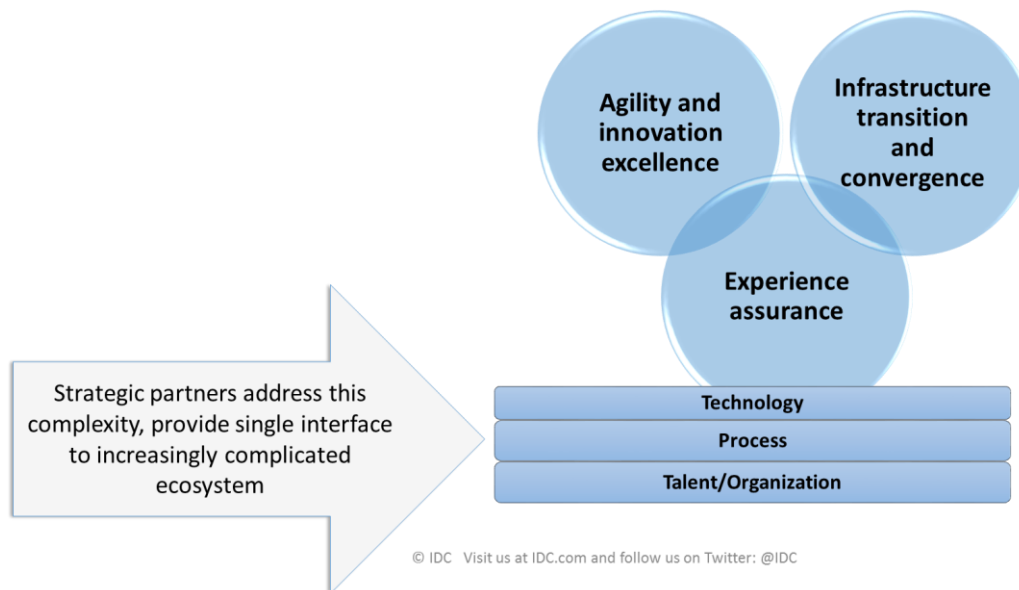 Agility and
innovation
excellence
Infrastructure
transition
and
convergence
Experience
assurance
Strategic partners address this
complexity, provide single interface
to increasingly complicated
ecosystem
Technology
Process
Talent/Organization
© IDC Visit us at IDC.com and follow us on Twitter: @IDC